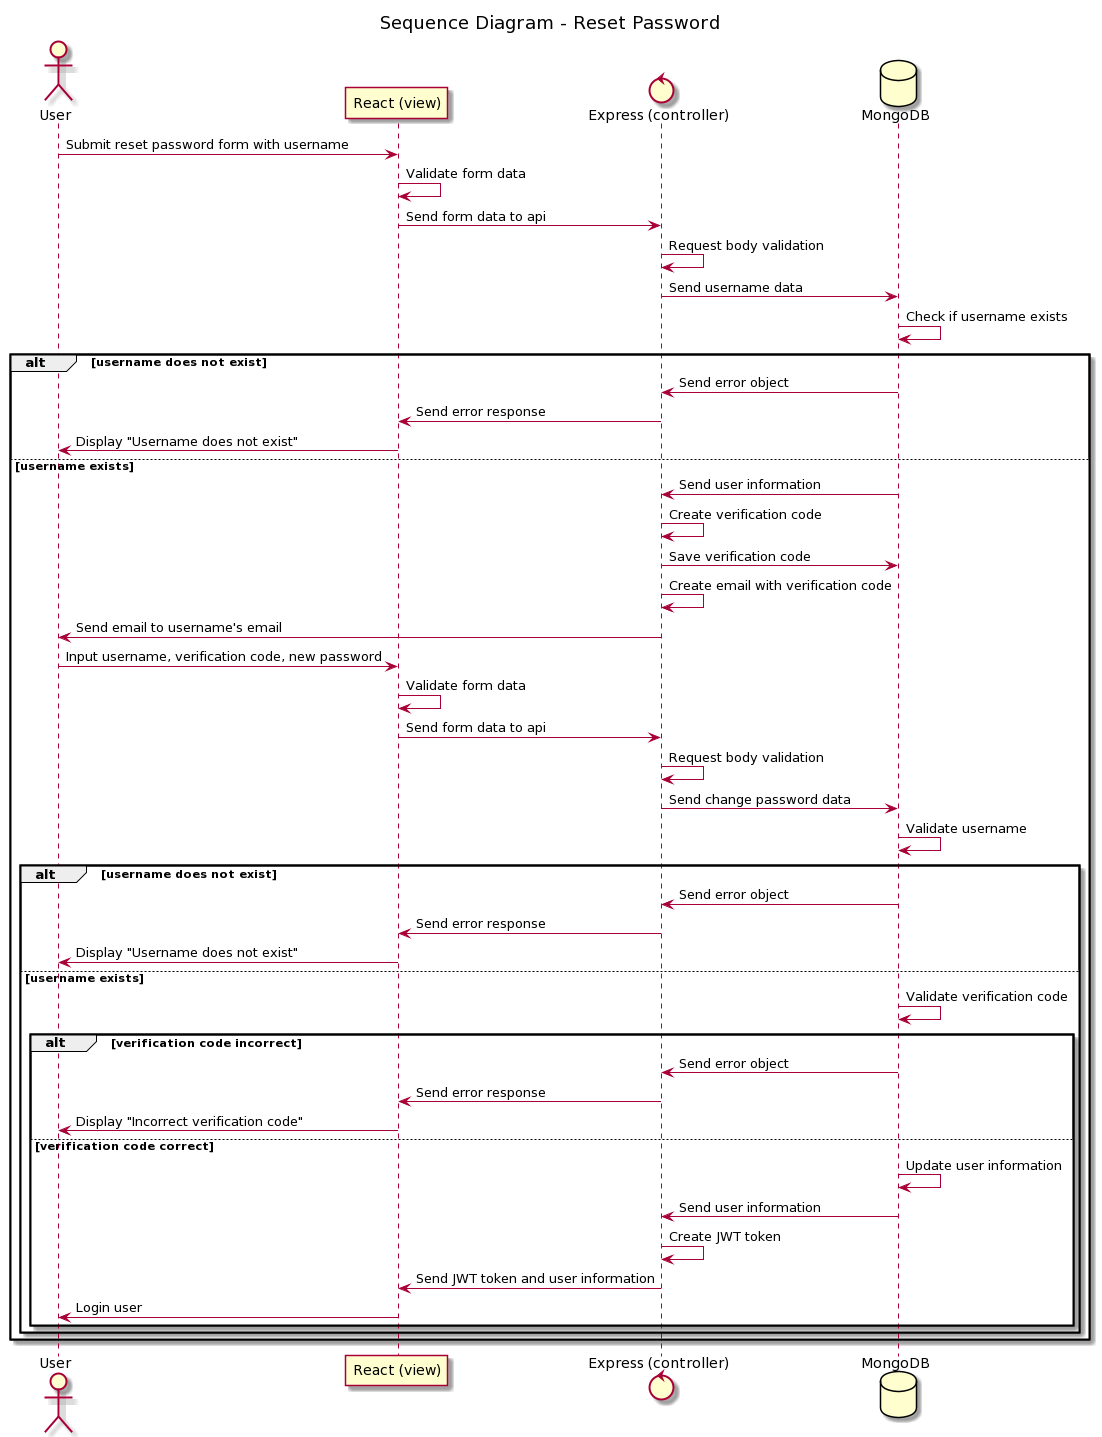 Sequence Diagram - Reset Password
User
React (view)
Express (controller)
MongoDB
Submit reset password form with username
Validate form data
Send form data to api
Request body validation
Send username data
Check if username exists
alt [username does not exist]
Send error object
Send error response
Display "Username does not exist"
[username exists]
Send user information
Create verification code
Save verification code
Create email with verification code
Send email to username's email
Input username, verification code, new password
Validate form data
Send form data to api
Request body validation
Send change password data
Validate username
alt [username does not exist]
Send error object
Send error response
Display "Username does not exist"
[username exists]
Validate verification code
alt [verification code incorrect]
Send error object
Send error response
Display "Incorrect verification code"
[verification code correct]
Update user information
Send user information
Create JWT token
Send JWT token and user information
Login user
User
React (view)
Express (controller)
MongoDB